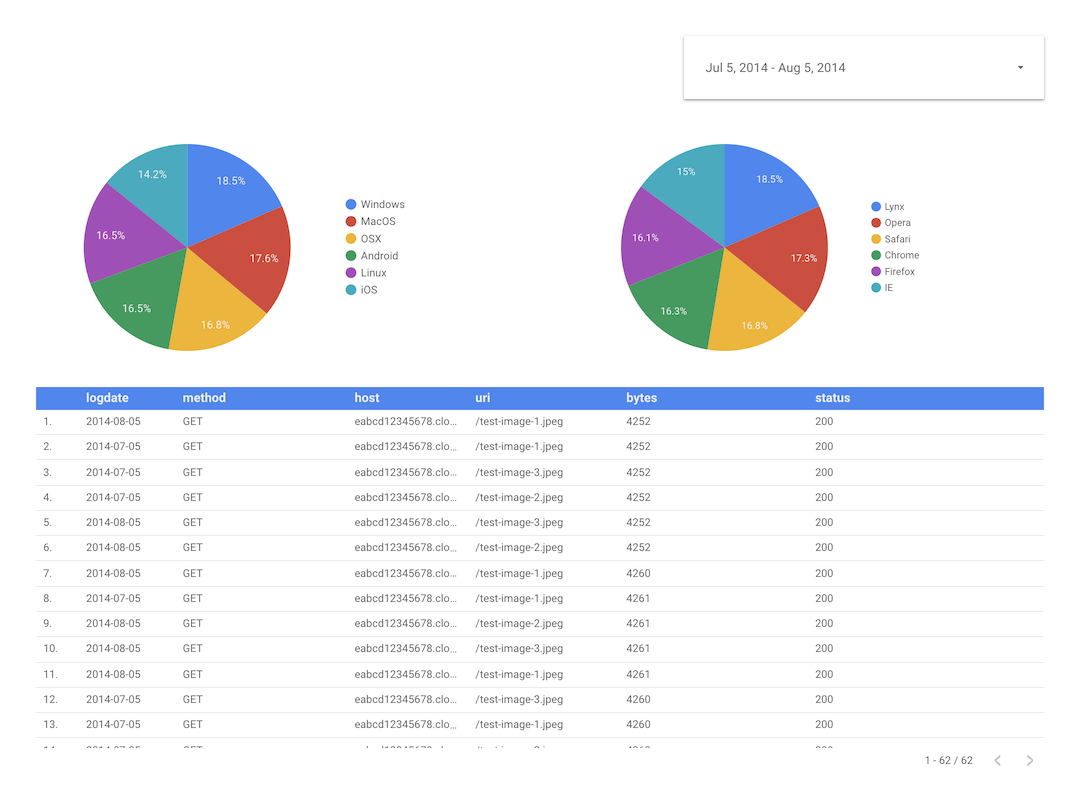 Jul 5, 2014 - Aug 5, 2014
14.2%
18.5%
16.5%
17.6%
16.5%
16.8%
Windows
MacOS
OSX
Android
Linux
iOS
15%
18.5%
16.1%
17.3%
16.3%
16.8%
Lynx
Opera
Safari
Chrome
Firefox
IE
logdate method host uri bytes status
1. 2014-08-05 GET eabcd12345678.clo... /test-image-1.jpeg 4252 200
2. 2014-07-05 GET eabcd12345678.clo... /test-image-1.jpeg 4252 200
3. 2014-07-05 GET eabcd12345678.clo... /test-image-3.jpeg 4252 200
4. 2014-07-05 GET eabcd12345678.clo... /test-image-2.jpeg 4252 200
5. 2014-08-05 GET eabcd12345678.clo... /test-image-3.jpeg 4252 200
6. 2014-08-05 GET eabcd12345678.clo... /test-image-2.jpeg 4252 200
7. 2014-08-05 GET eabcd12345678.clo... /test-image-1.jpeg 4260 200
8. 2014-07-05 GET eabcd12345678.clo... /test-image-1.jpeg 4261 200
9. 2014-08-05 GET eabcd12345678.clo... /test-image-2.jpeg 4261 200
10. 2014-08-05 GET eabcd12345678.clo... /test-image-3.jpeg 4261 200
11. 2014-08-05 GET eabcd12345678.clo... /test-image-1.jpeg 4261 200
12. 2014-07-05 GET eabcd12345678.clo... /test-image-3.jpeg 4260 200
13. 2014-07-05 GET eabcd12345678.clo... /test-image-1.jpeg 4260 200
1 - 62 / 62